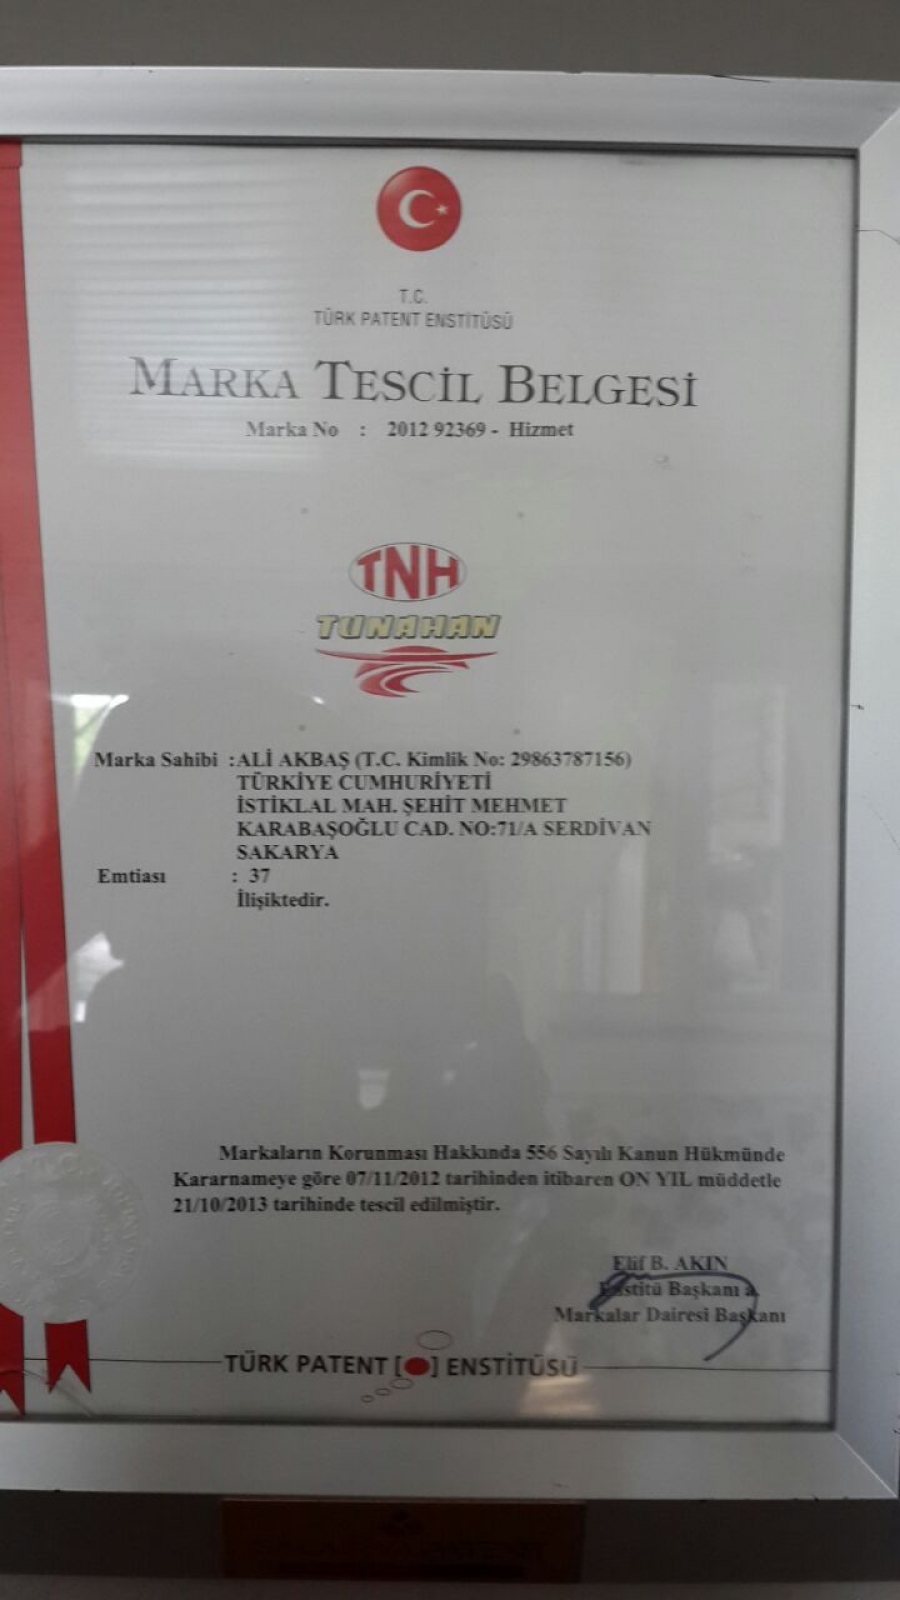 T.C.
TÜRK PATENT ENSTİTÜSÜ
MARKA TESCİL BELGESİ
Marka No : 2012 92369 - Hizmet
TNH
TUNAHAN
Marka Sahibi :ALİ AKBAŞ (T.C. Kimlik No: 29863787156)
TÜRKİYE CUMHURİYETİ
İSTİKLAL MAH. ŞEHİT MEHMET
KARABAŞOĞLU CAD. NO:71/A SERDİVAN
SAKARYA
Emtiası : 37
İlişiktedir.
Markaların Korunması Hakkında 556 Sayılı Kanun Hükmünde
Kararnameye göre 07/11/2012 tarihinden itibaren ON YIL müddetle
21/10/2013 tarihinde tescil edilmiştir.
Elif B. AKIN
Enstitü Başkanı a.
Markalar Dairesi Başkanı
TÜRK PATENT [●] ENSTİTÜSÜ